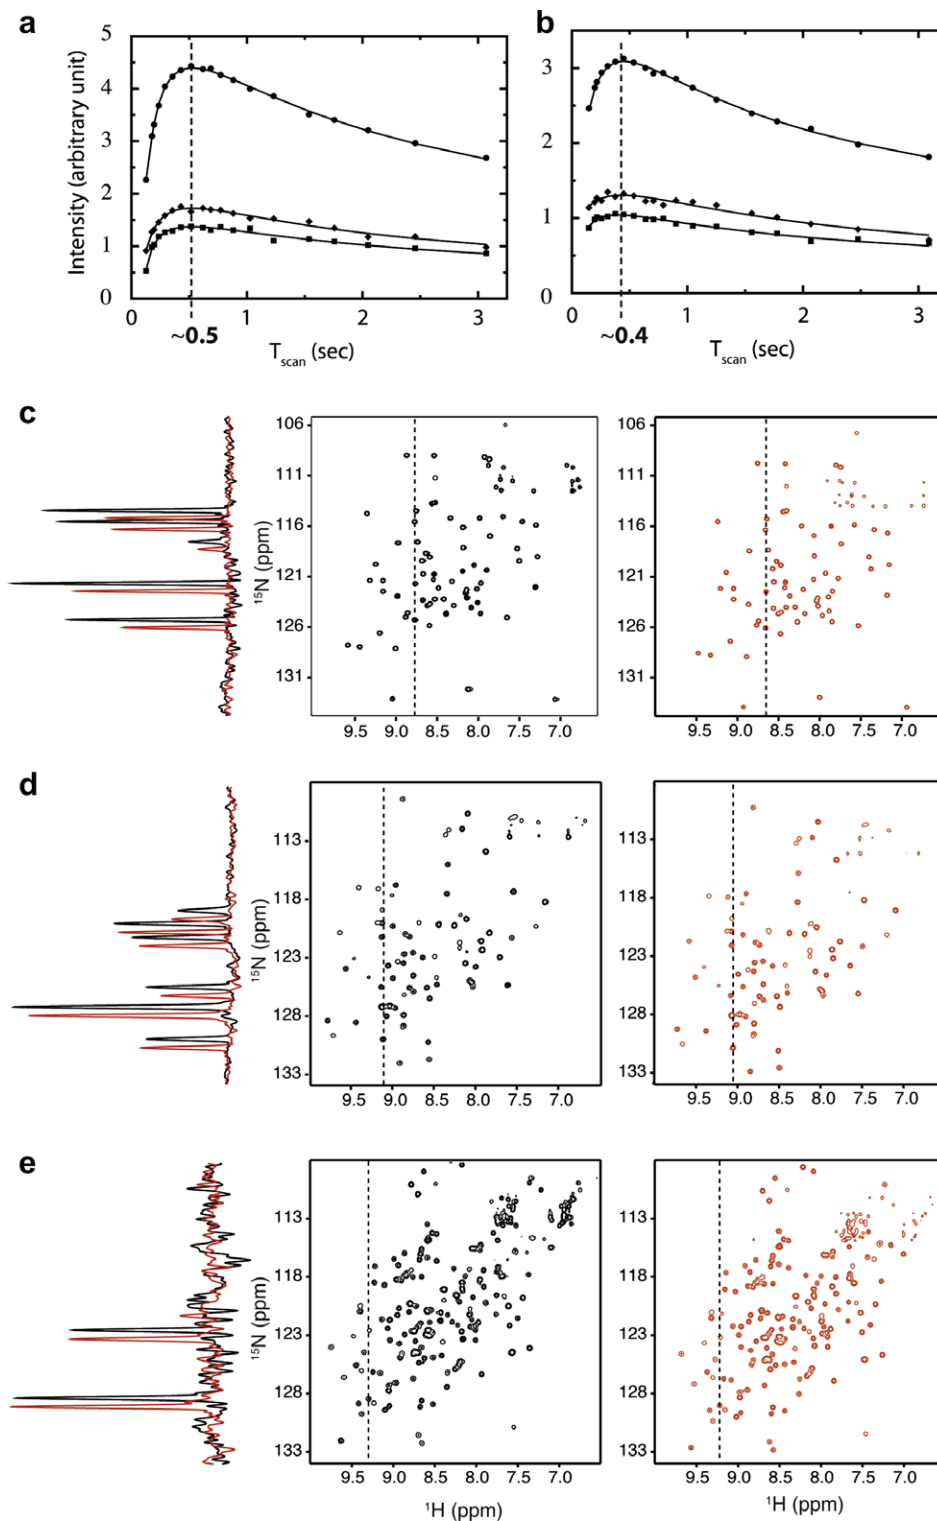 a
b
5
4
3
2
1
0
Intensity (arbitrary unit)
0
1
2
3
~0.5
T_scan (sec)
3
2
1
0
0
1
2
3
~0.4
T_scan (sec)
c
106
111
116
121
126
131
¹⁵N (ppm)
9.5 9.0 8.5 8.0 7.5 7.0
106
111
116
121
126
131
9.5 9.0 8.5 8.0 7.5 7.0
d
113
118
123
128
133
¹⁵N (ppm)
9.5 9.0 8.5 8.0 7.5 7.0
113
118
123
128
133
9.5 9.0 8.5 8.0 7.5 7.0
e
113
118
123
128
133
¹⁵N (ppm)
9.5 9.0 8.5 8.0 7.5 7.0
¹H (ppm)
113
118
123
128
133
9.5 9.0 8.5 8.0 7.5 7.0
¹H (ppm)